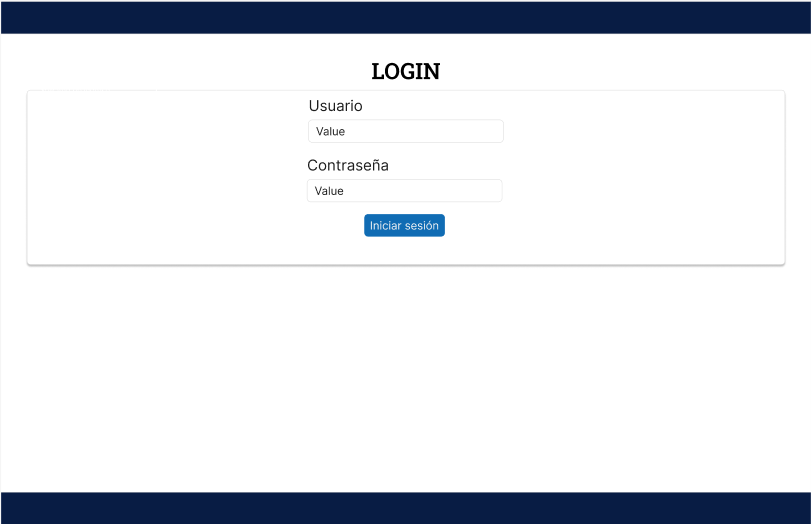 LOGIN
Usuario
Value
Contraseña
Value
Iniciar sesión